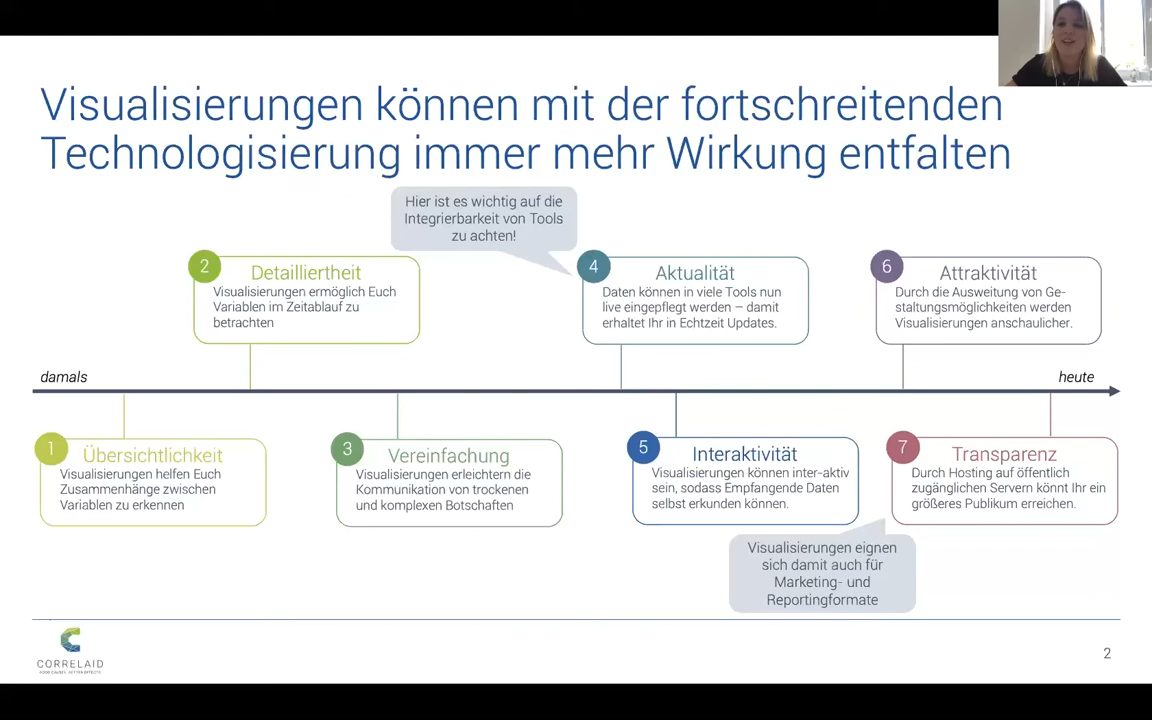 Visualisierungen können mit der fortschreitenden
Technologisierung immer mehr Wirkung entfalten
Hier ist es wichtig auf die
Integrierbarkeit von Tools
zu achten!
2
Detailliertheit
Visualisierungen ermöglich Euch
Variablen im Zeitablauf zu
betrachten
4
Aktualität
Daten können in viele Tools nun
live eingepflegt werden – damit
erhaltet Ihr in Echtzeit Updates.
6
Attraktivität
Durch die Ausweitung von Ge-
staltungsmöglichkeiten werden
Visualisierungen anschaulicher.
damals
heute
1
Übersichtlichkeit
Visualisierungen helfen Euch
Zusammenhänge zwischen
Variablen zu erkennen
3
Vereinfachung
Visualisierungen erleichtern die
Kommunikation von trockenen
und komplexen Botschaften
5
Interaktivität
Visualisierungen können inter-aktiv
sein, sodass Empfangende Daten
selbst erkunden können.
7
Transparenz
Durch Hosting auf öffentlich
zugänglichen Servern könnt Ihr ein
größeres Publikum erreichen.
Visualisierungen eignen
sich damit auch für
Marketing- und
Reportingformate
CORRELAID
2